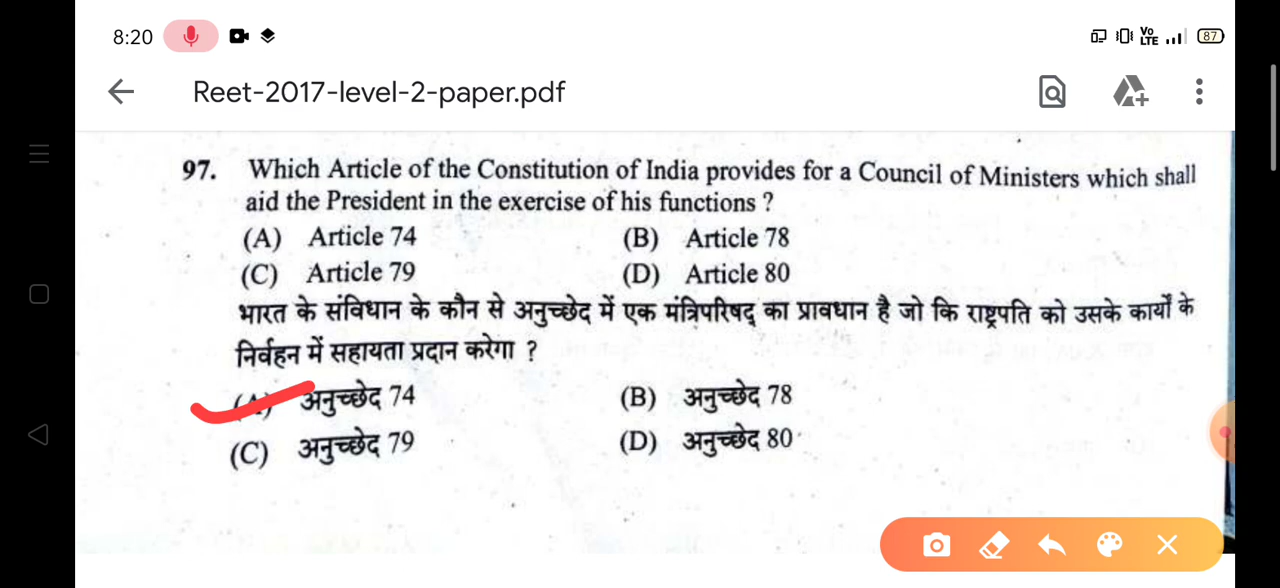 8:20 Vo LTE 87
Reet-2017-level-2-paper.pdf
97. Which Article of the Constitution of India provides for a Council of Ministers which shall
aid the President in the exercise of his functions ?
(A) Article 74 (B) Article 78
(C) Article 79 (D) Article 80
भारत के संविधान के कौन से अनुच्छेद में एक मंत्रिपरिषद् का प्रावधान है जो कि राष्ट्रपति को उसके कार्यों के
निर्वहन में सहायता प्रदान करेगा ?
(A) अनुच्छेद 74 (B) अनुच्छेद 78
(C) अनुच्छेद 79 (D) अनुच्छेद 80